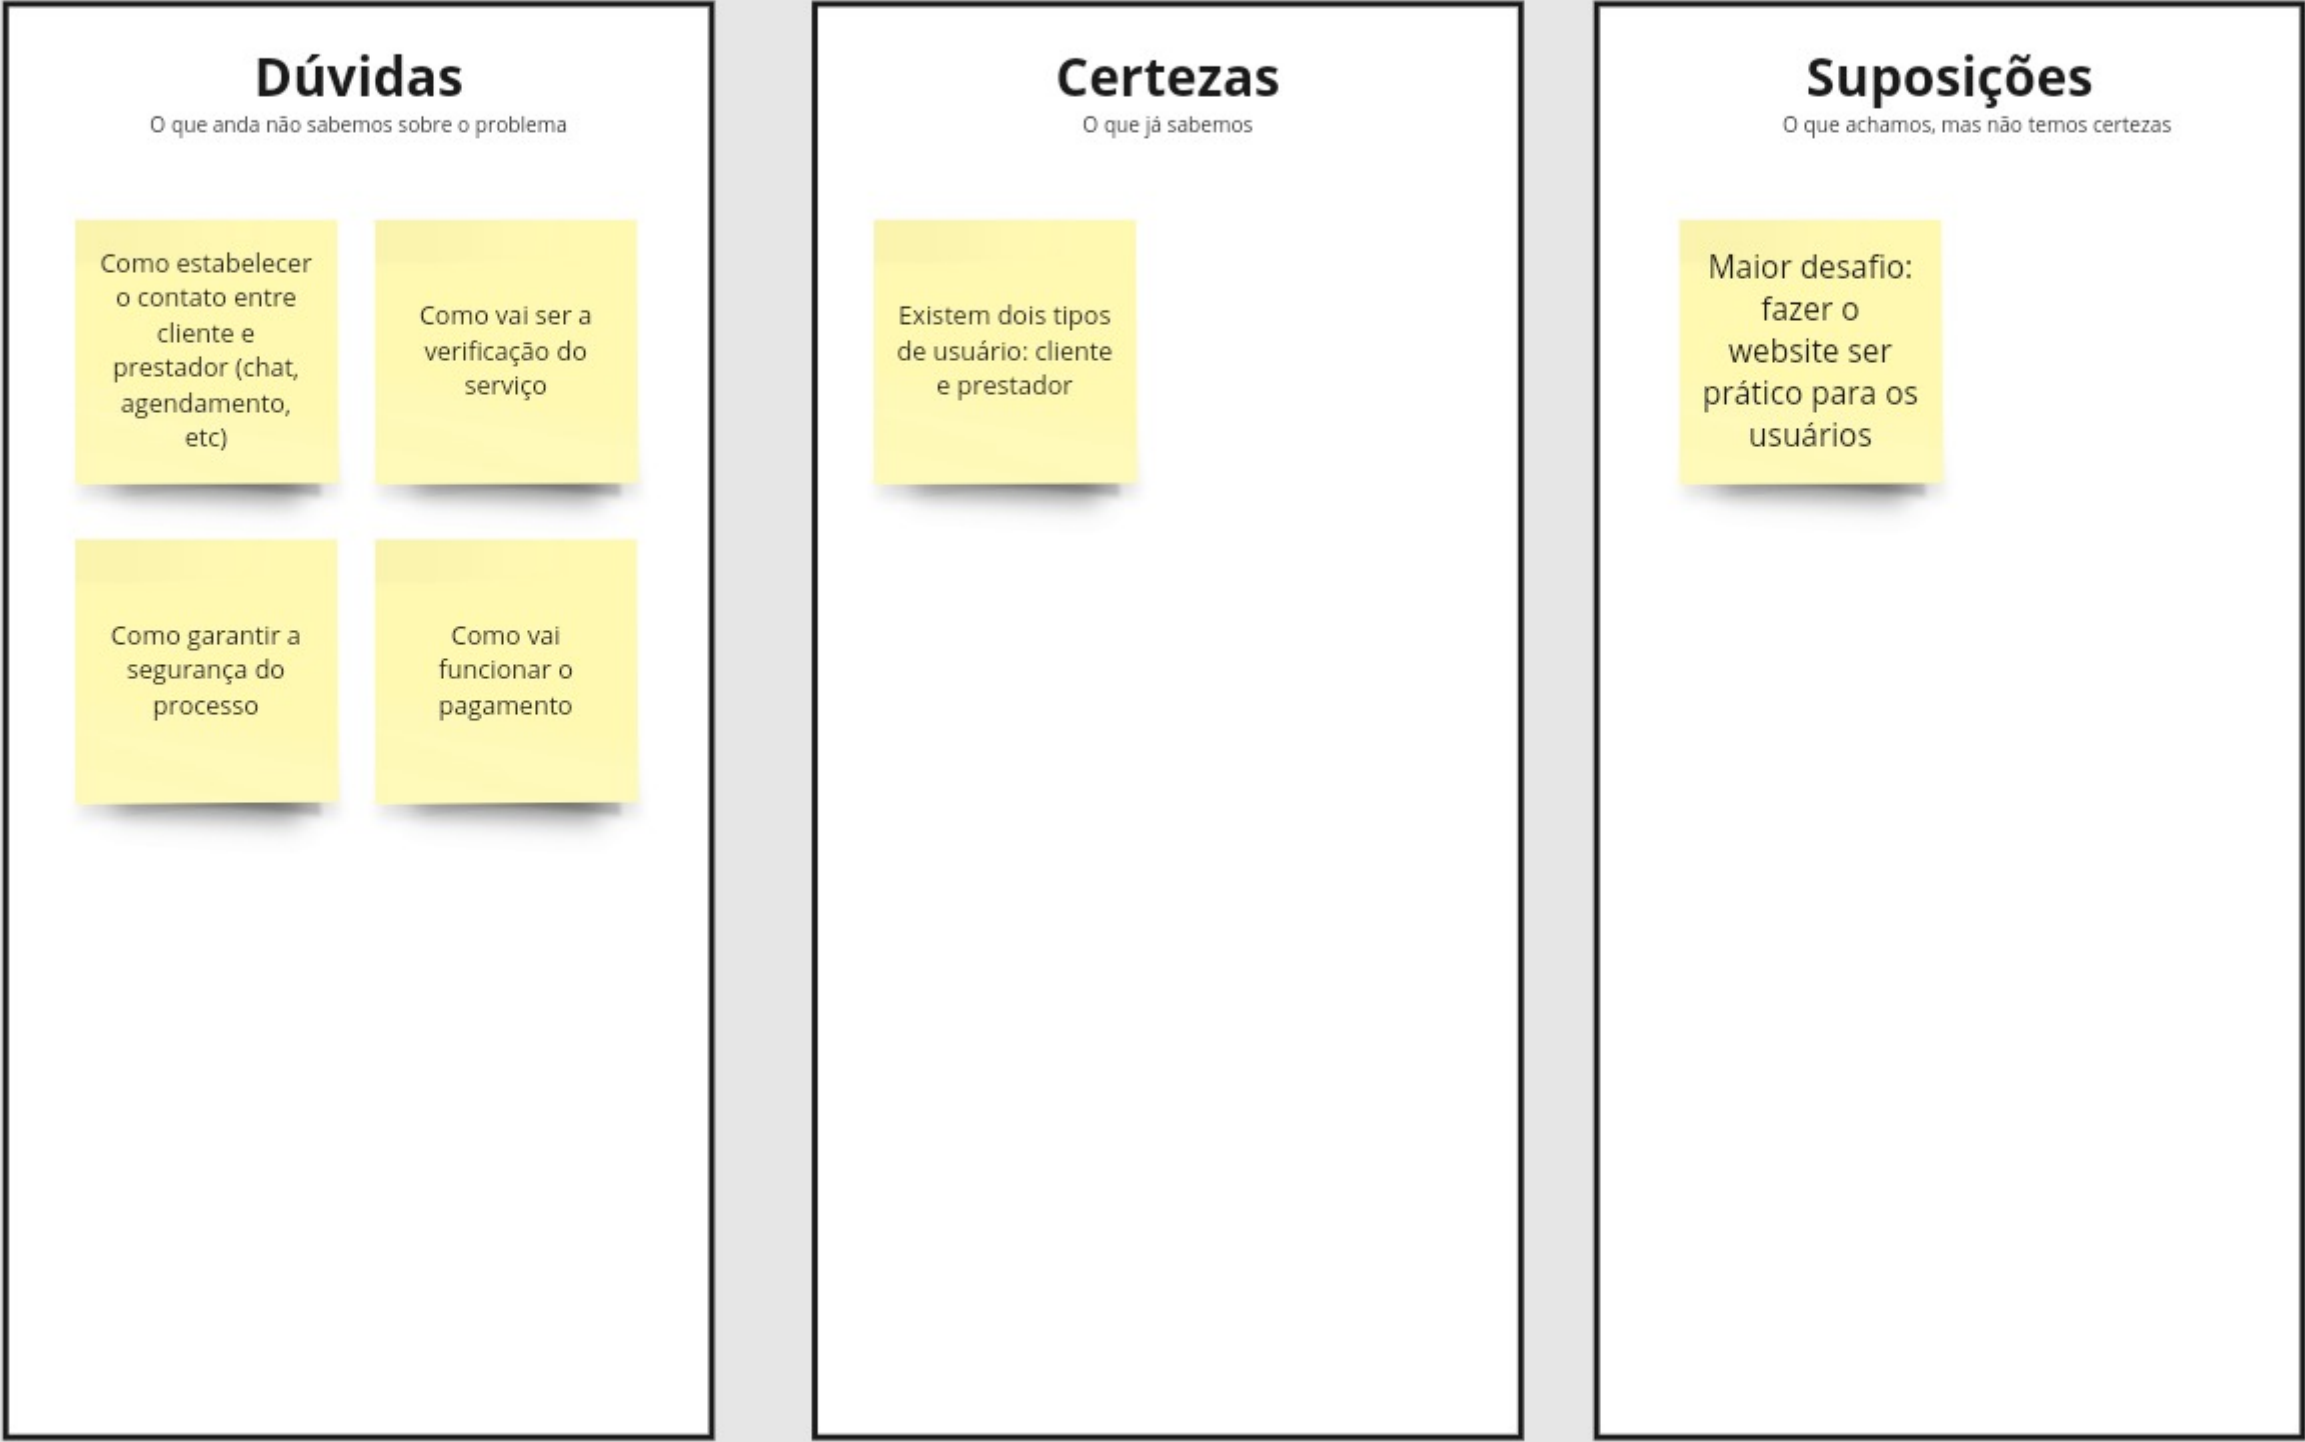 Dúvidas
O que anda não sabemos sobre o problema
Como estabelecer
o contato entre
cliente e
prestador (chat,
agendamento,
etc)
Como vai ser a
verificação do
serviço
Como garantir a
segurança do
processo
Como vai
funcionar o
pagamento
Certezas
O que já sabemos
Existem dois tipos
de usuário: cliente
e prestador
Suposições
O que achamos, mas não temos certezas
Maior desafio:
fazer o
website ser
prático para os
usuários